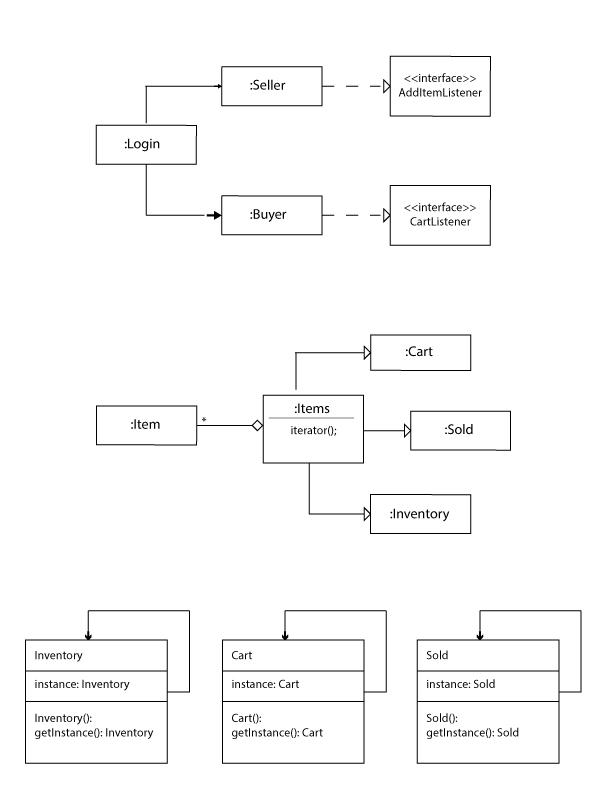 :Seller
<<interface>>
AddItemListener
:Login
:Buyer
<<interface>>
CartListener
:Cart
:Item
*
:Items
iterator();
:Sold
:Inventory
Inventory
instance: Inventory
Inventory():
getInstance(): Inventory
Cart
instance: Cart
Cart():
getInstance(): Cart
Sold
instance: Sold
Sold():
getInstance(): Sold